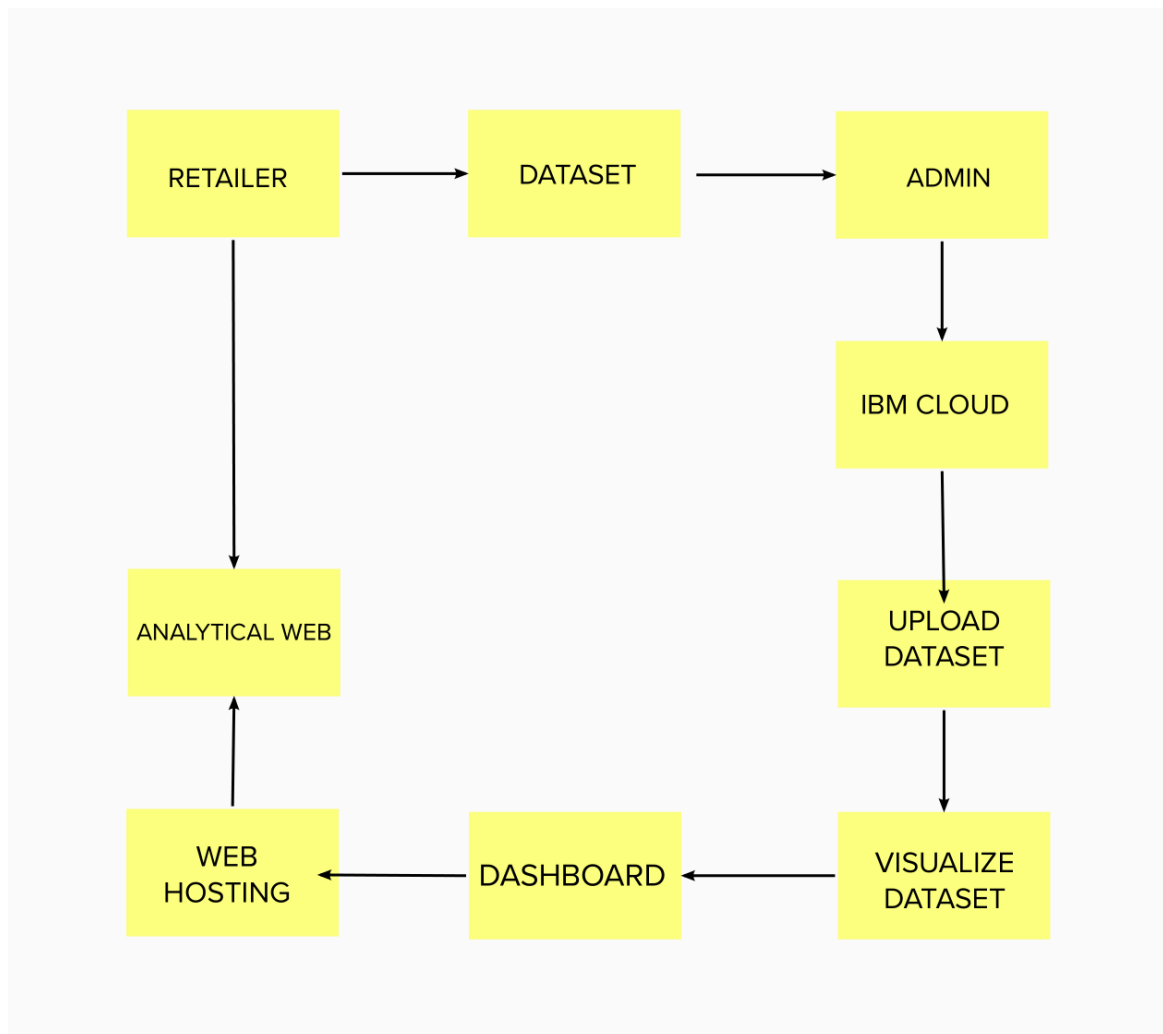 RETAILER
DATASET
ADMIN
IBM CLOUD
UPLOAD
DATASET
ANALYTICAL WEB
WEB
HOSTING
DASHBOARD
VISUALIZE
DATASET